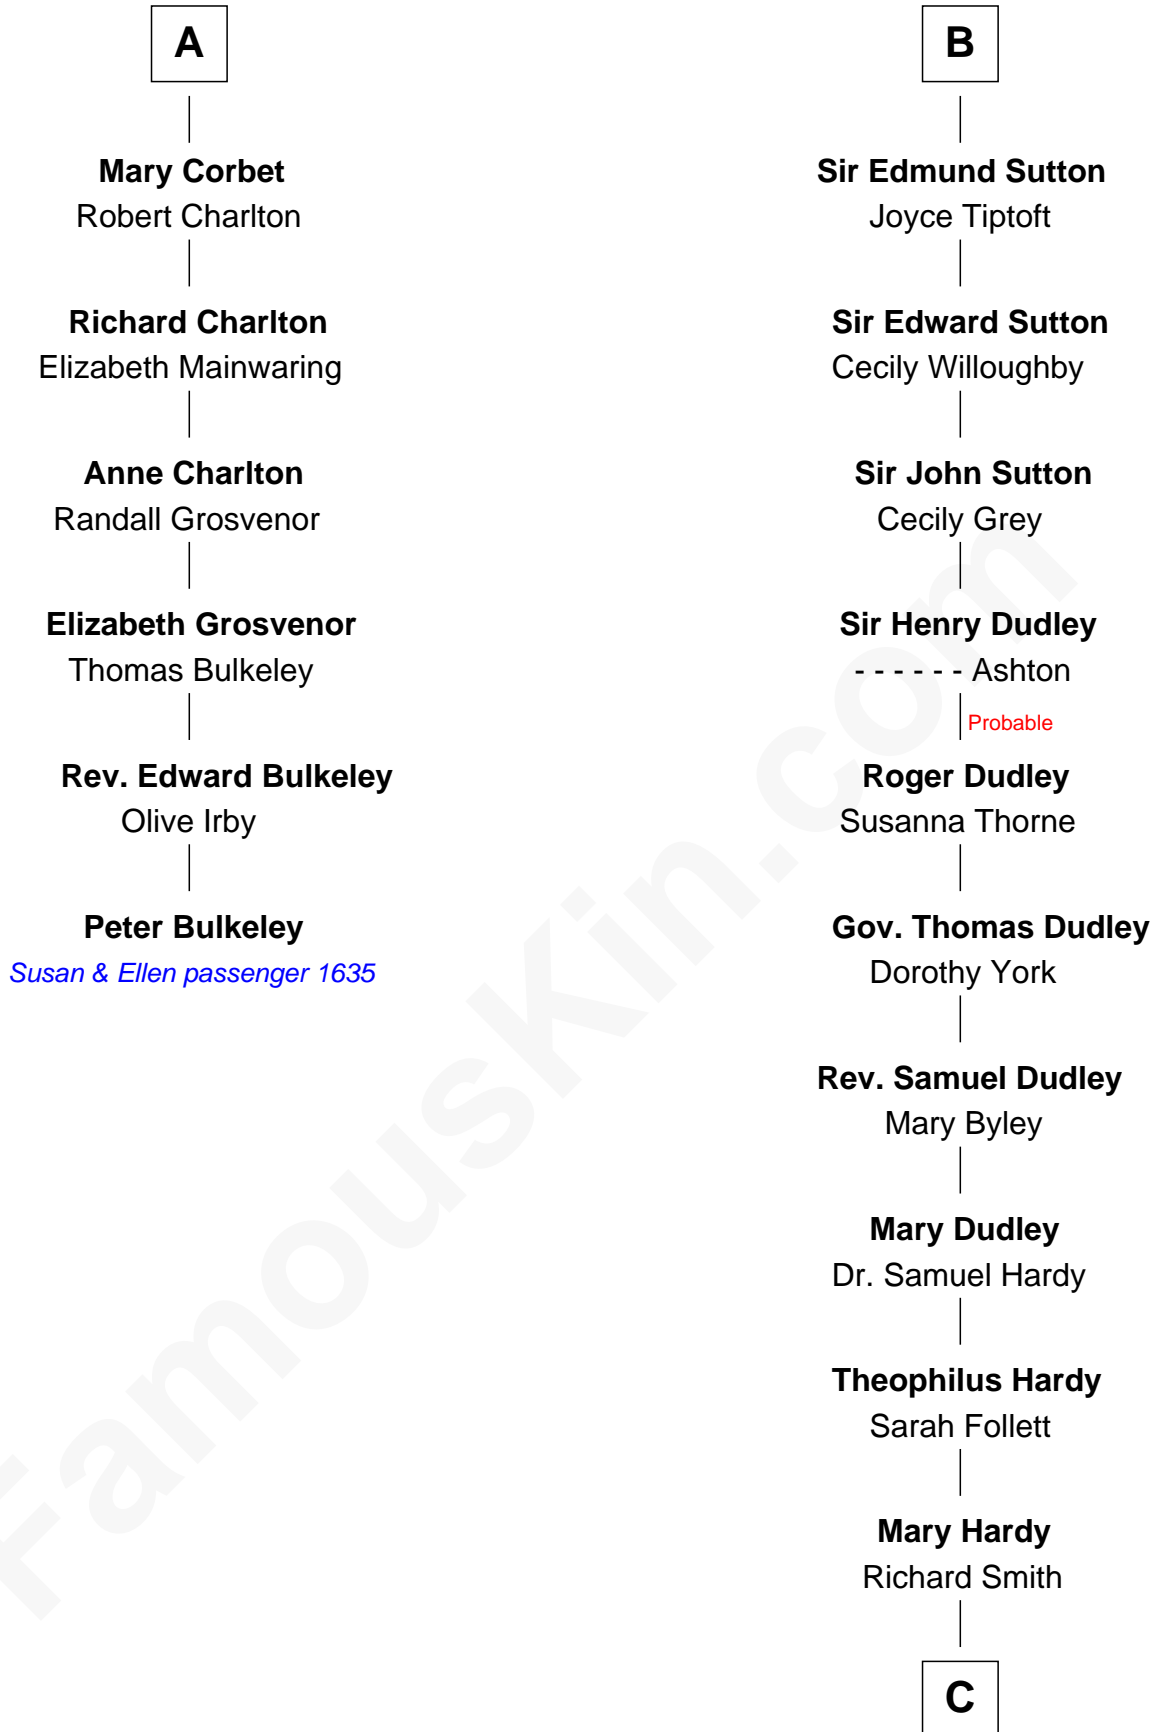 A
Mary Corbet
Robert Charlton
Richard Charlton
Elizabeth Mainwaring
Anne Charlton
Randall Grosvenor
Elizabeth Grosvenor
Thomas Bulkeley
Rev. Edward Bulkeley
Olive Irby
Peter Bulkeley
Susan & Ellen passenger 1635
B
Sir Edmund Sutton
Joyce Tiptoft
Sir Edward Sutton
Cecily Willoughby
Sir John Sutton
Cecily Grey
Sir Henry Dudley
- - - - - - Ashton
Probable
Roger Dudley
Susanna Thorne
Gov. Thomas Dudley
Dorothy York
Rev. Samuel Dudley
Mary Byley
Mary Dudley
Dr. Samuel Hardy
Theophilus Hardy
Sarah Follett
Mary Hardy
Richard Smith
C
FamousKin.com